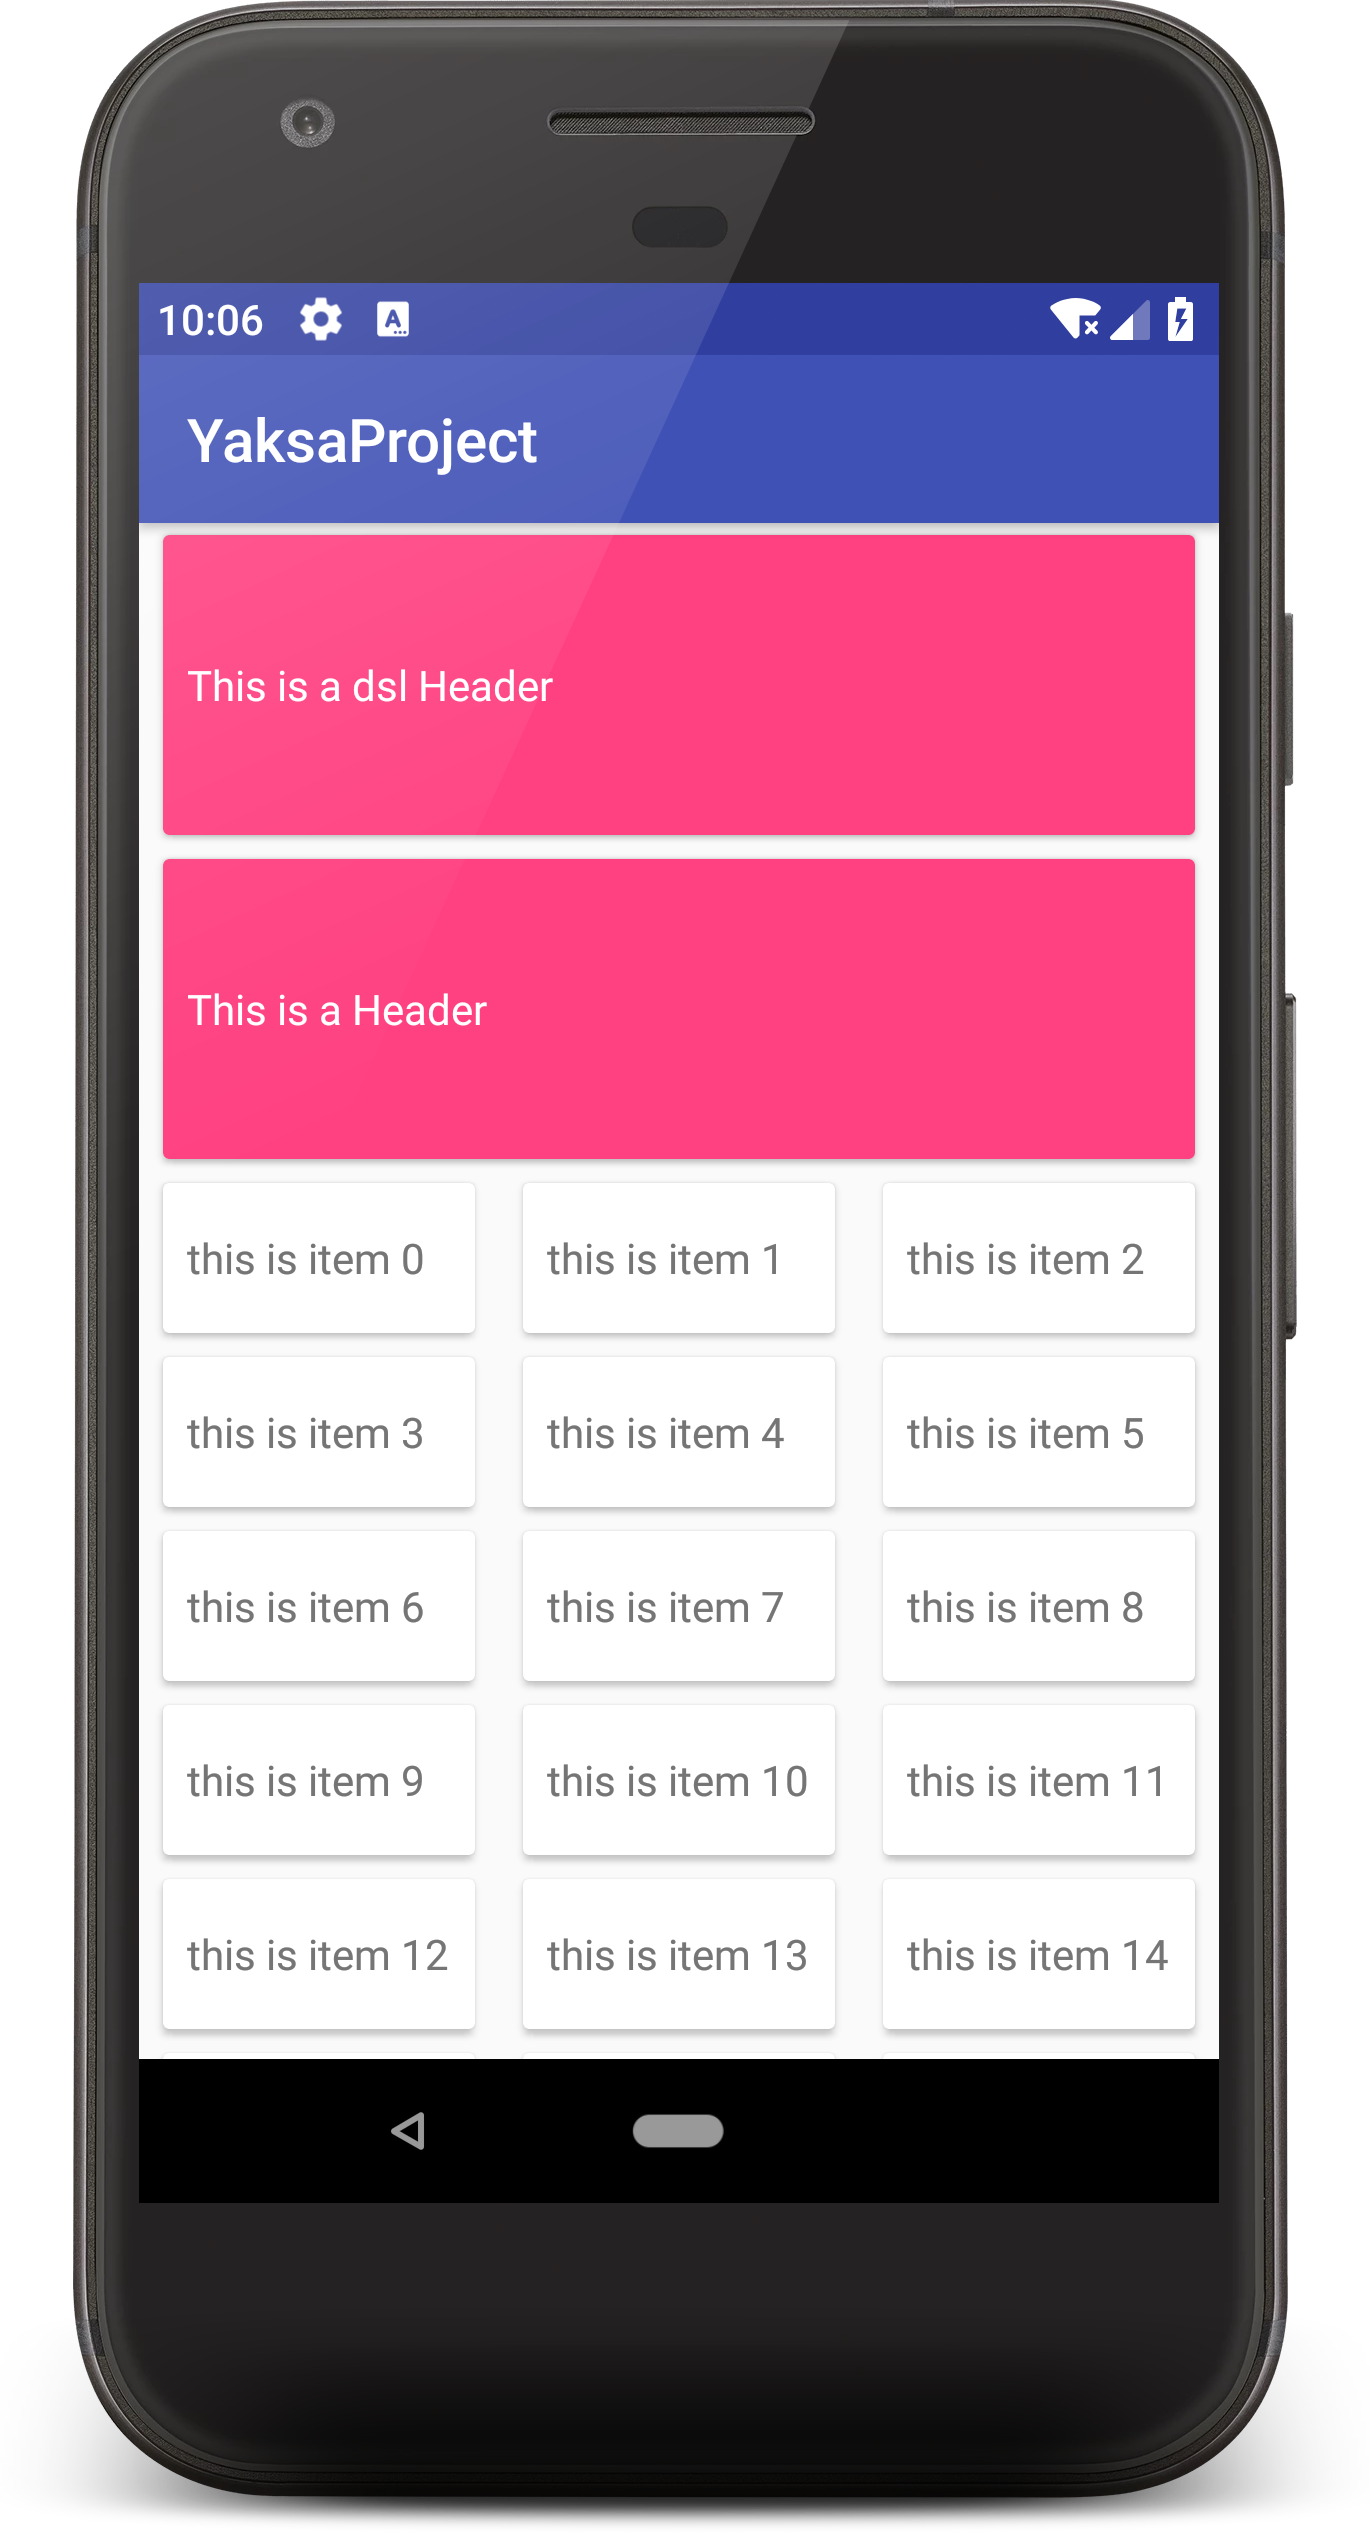 10:06
YaksaProject
This is a dsl Header
This is a Header
this is item 0 this is item 1 this is item 2
this is item 3 this is item 4 this is item 5
this is item 6 this is item 7 this is item 8
this is item 9 this is item 10 this is item 11
this is item 12 this is item 13 this is item 14